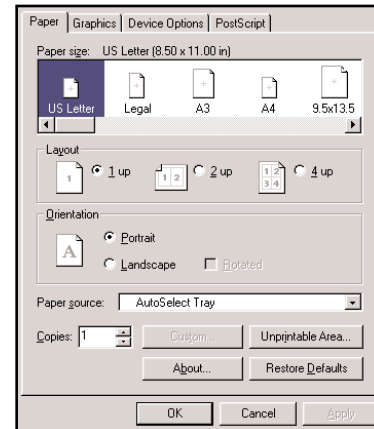 Paper Graphics Device Options PostScript
Paper size: US Letter (8.50 x 11.00 in)
US Letter Legal A3 A4 9.5x13.5
Layout
1 1 up 1 2 2 up 1 2 4 up
3 4
Orientation
A Portrait
Landscape Rotated
Paper source: AutoSelect Tray
Copies: 1 Custom... Unprintable Area...
About... Restore Defaults
OK Cancel Apply